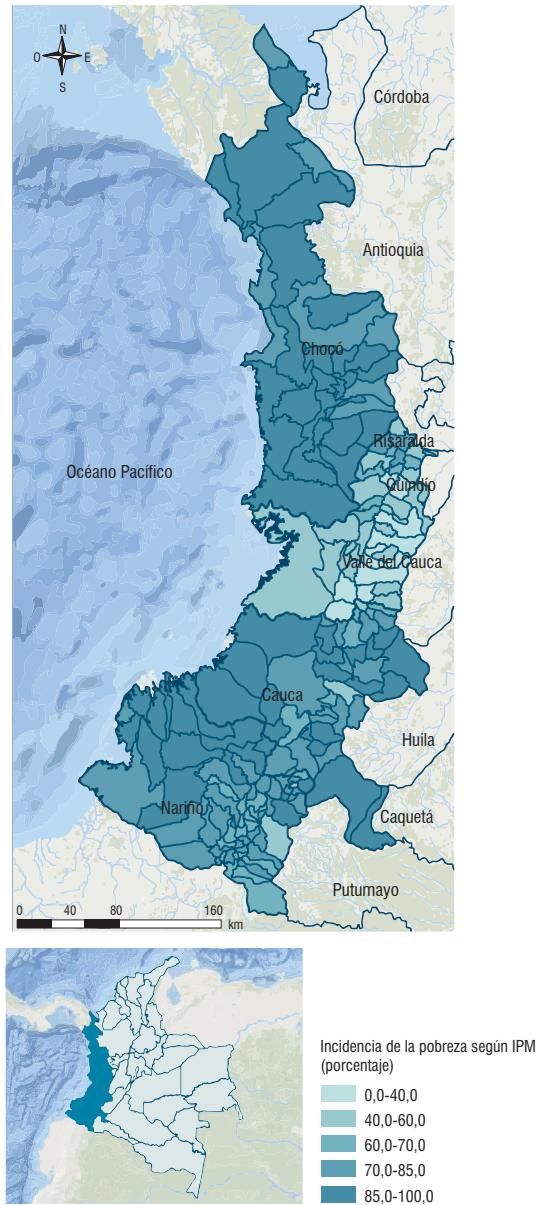 N
O E
S
Córdoba
Antioquia
Chocó
Risaralda
Océano Pacífico
Quindío
Valle del Cauca
Cauca
Huila
Nariño
Caquetá
Putumayo
0 40 80 160
km
Incidencia de la pobreza según IPM
(porcentaje)
0,0-40,0
40,0-60,0
60,0-70,0
70,0-85,0
85,0-100,0